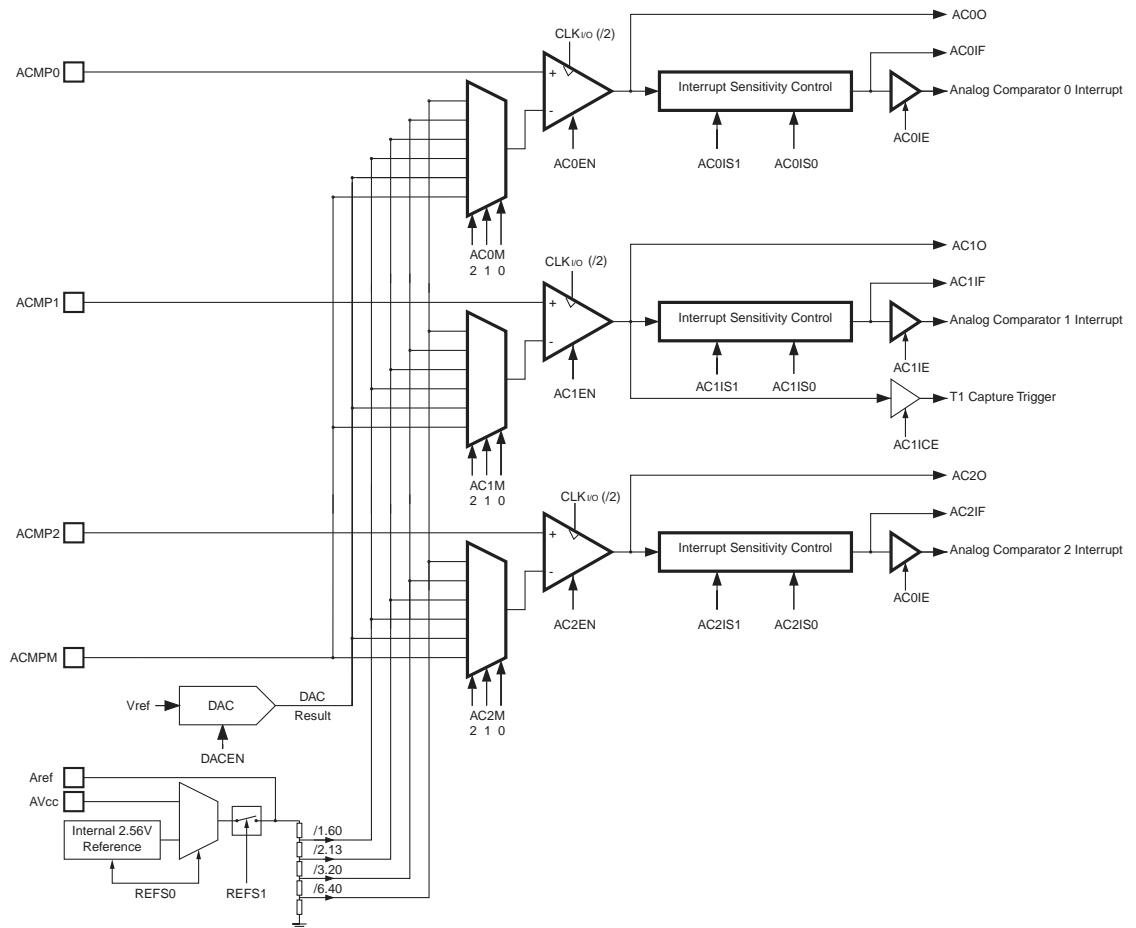 AC0O
CLKI/O (/2)
AC0IF
ACMP0
+
Interrupt Sensitivity Control
Analog Comparator 0 Interrupt
-
AC0IE
AC0EN
AC0IS1
AC0IS0
AC0M
2 1 0
AC1O
CLKI/O (/2)
AC1IF
ACMP1
+
Interrupt Sensitivity Control
Analog Comparator 1 Interrupt
-
AC1IE
AC1EN
AC1IS1
AC1IS0
T1 Capture Trigger
AC1ICE
AC1M
2 1 0
AC2O
CLKI/O (/2)
AC2IF
ACMP2
+
Interrupt Sensitivity Control
Analog Comparator 2 Interrupt
-
AC0IE
AC2EN
AC2IS1
AC2IS0
ACMPM
AC2M
2 1 0
Vref
DAC
DAC
Result
DACEN
Aref
AVcc
Internal 2.56V
Reference
REFS0
REFS1
/1.60
/2.13
/3.20
/6.40